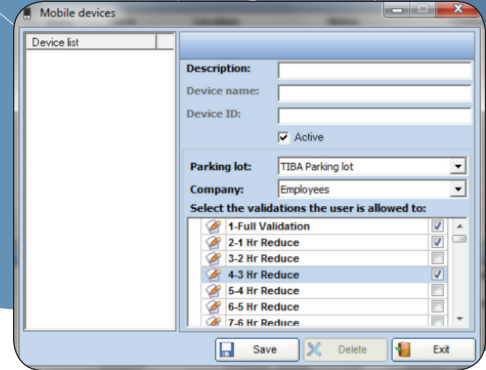 Mobile devices
Device list
Description:
Device name:
Device ID:
Active
Parking lot: TIBA Parking lot
Company: Employees
Select the validations the user is allowed to:
1-Full Validation
2-1 Hr Reduce
3-2 Hr Reduce
4-3 Hr Reduce
5-4 Hr Reduce
6-5 Hr Reduce
7-6 Hr Reduce
Save Delete Exit